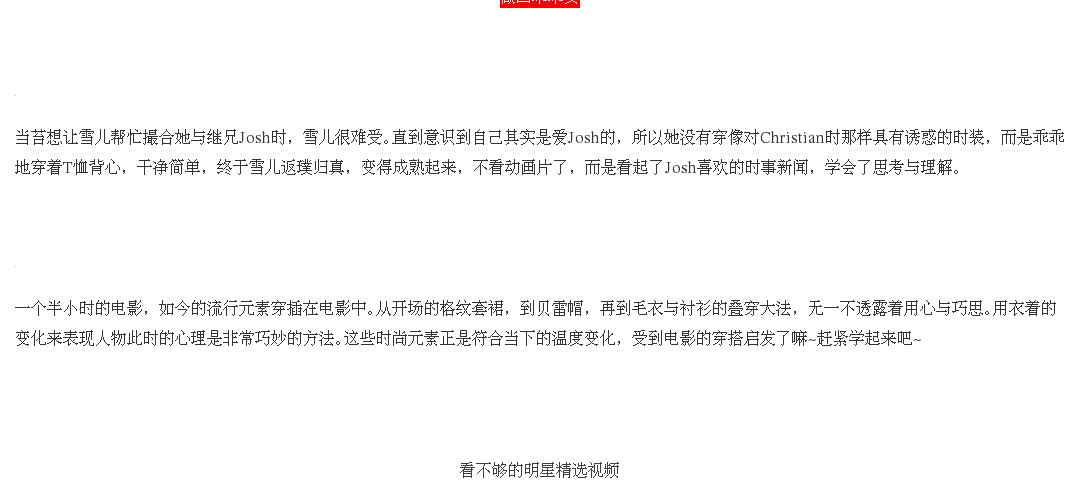 当苔想让雪儿帮忙撮合她与继兄Josh时，雪儿很难受。直到意识到自己其实是爱Josh的，所以她没有穿像对Christian时那样具有诱惑的时装，而是乖乖
地穿着T恤背心，干净简单，终于雪儿返璞归真，变得成熟起来，不看动画片了，而是看起了Josh喜欢的时事新闻，学会了思考与理解。
一个半小时的电影，如今的流行元素穿插在电影中。从开场的格纹套裙，到贝雷帽，再到毛衣与衬衫的叠穿大法，无一不透露着用心与巧思。用衣着的
变化来表现人物此时的心理是非常巧妙的方法。这些时尚元素正是符合当下的温度变化，受到电影的穿搭启发了嘛~赶紧学起来吧~
看不够的明星精选视频